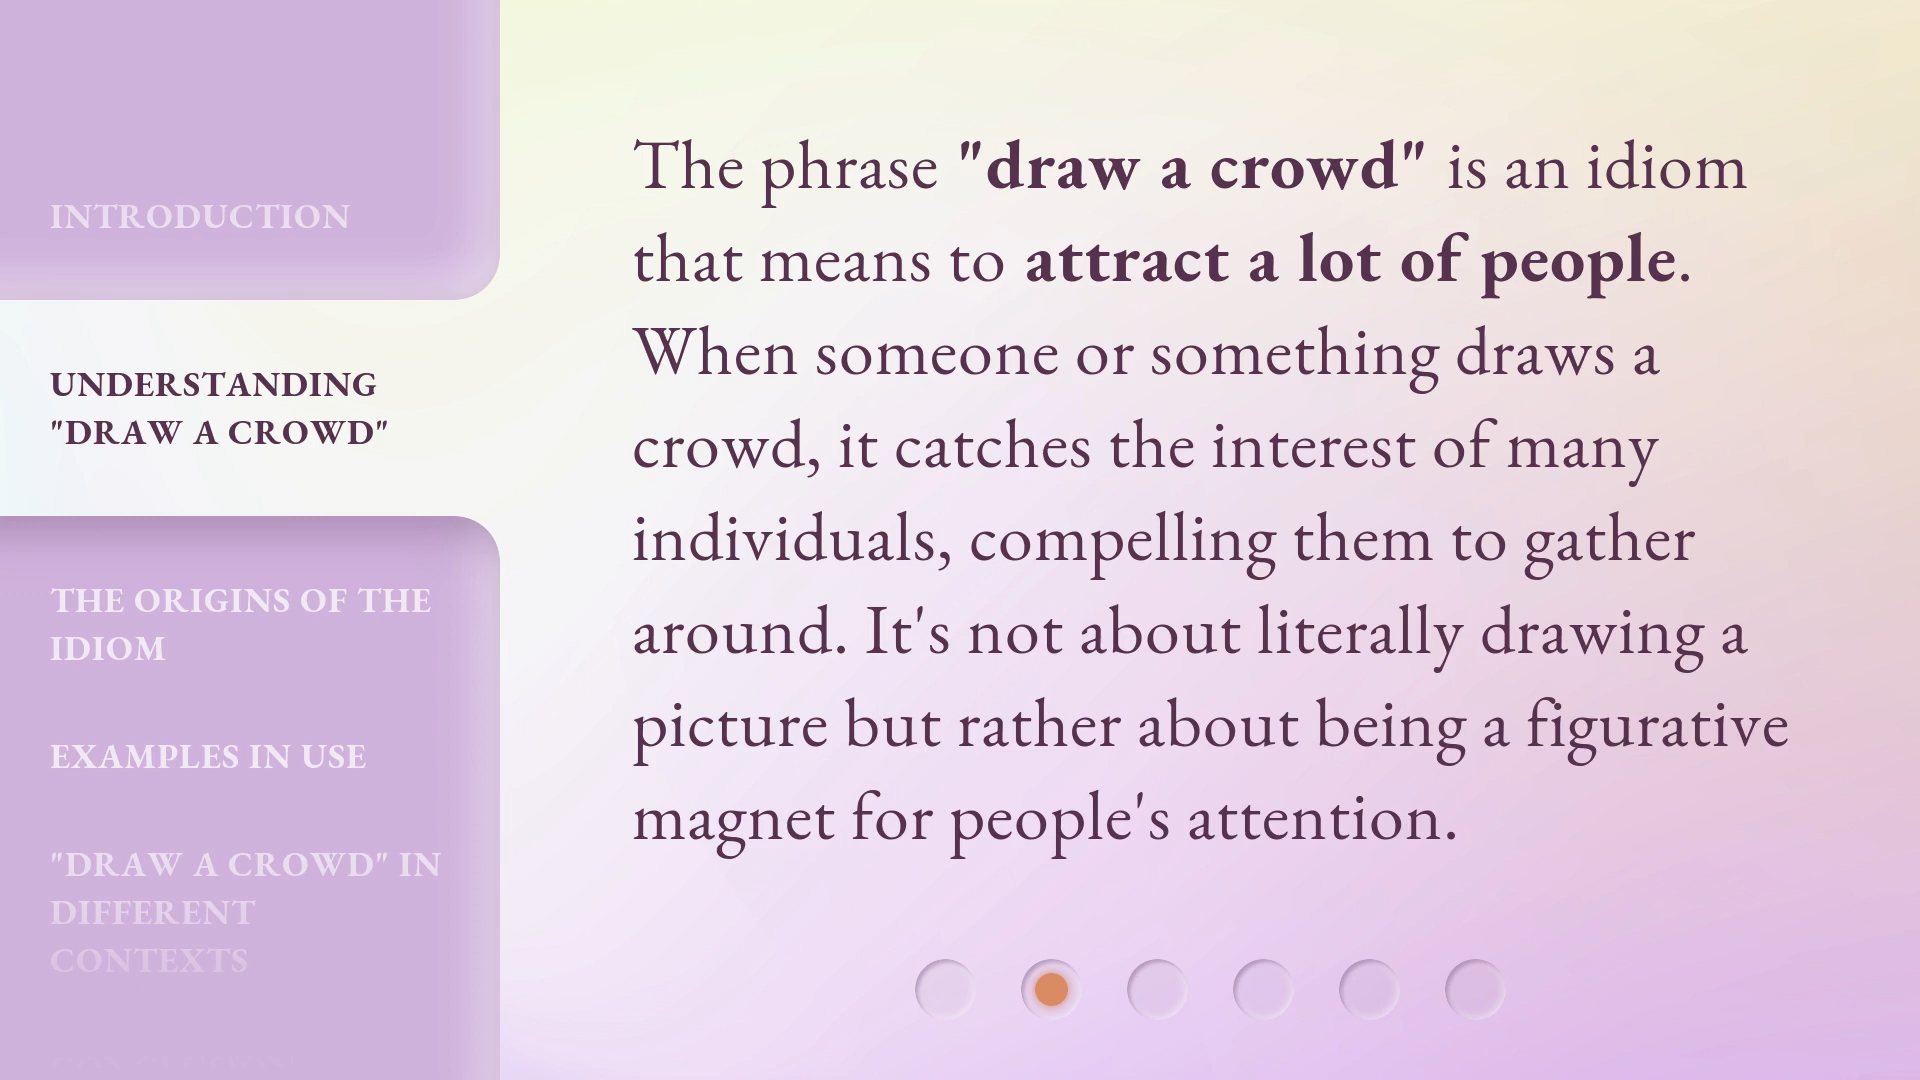 INTRODUCTION
UNDERSTANDING
"DRAW A CROWD"
THE ORIGINS OF THE
IDIOM
EXAMPLES IN USE
"DRAW A CROWD" IN
DIFFERENT
CONTEXTS
The phrase "draw a crowd" is an idiom
that means to attract a lot of people.
When someone or something draws a
crowd, it catches the interest of many
individuals, compelling them to gather
around. It's not about literally drawing a
picture but rather about being a figurative
magnet for people's attention.